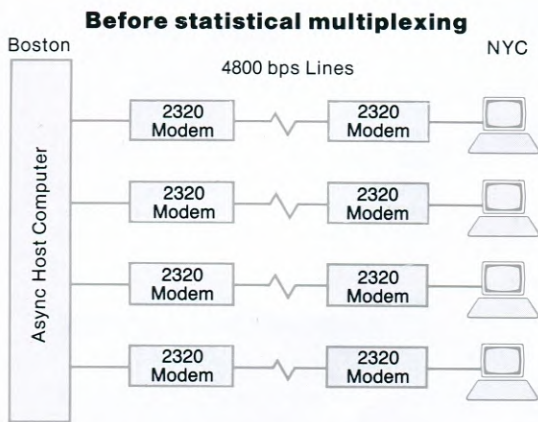 Before statistical multiplexing
Boston
NYC
4800 bps Lines
Async Host Computer
2320
Modem
2320
Modem
2320
Modem
2320
Modem
2320
Modem
2320
Modem
2320
Modem
2320
Modem